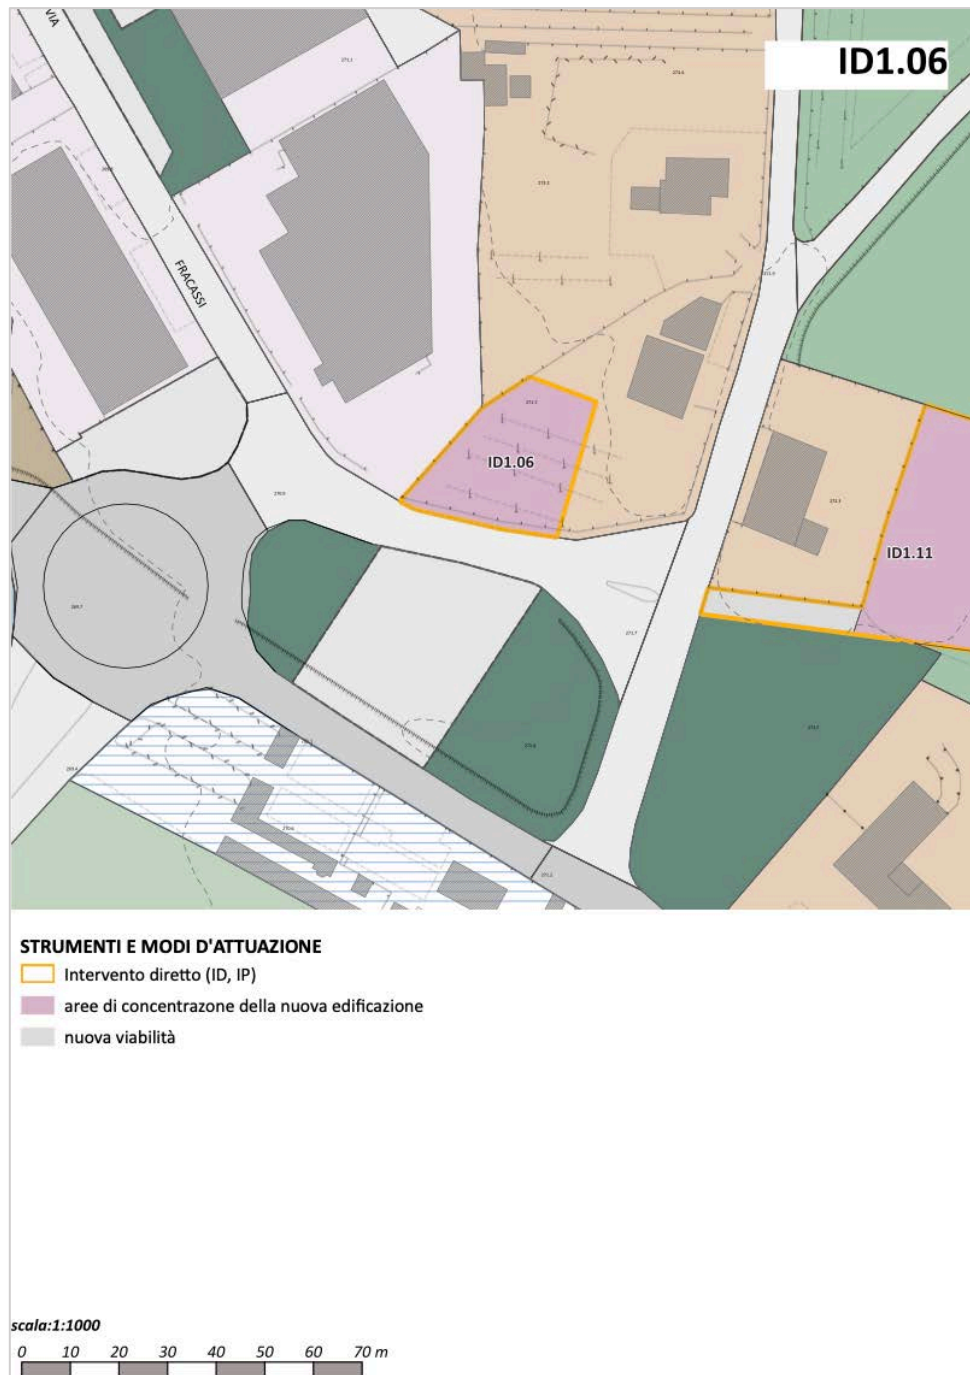 VIA
ID1.06
FRACASSI
ID1.06
ID1.11
STRUMENTI E MODI D'ATTUAZIONE
Intervento diretto (ID, IP)
aree di concentrazone della nuova edificazione
nuova viabilità
scala:1:1000
0 10 20 30 40 50 60 70 m